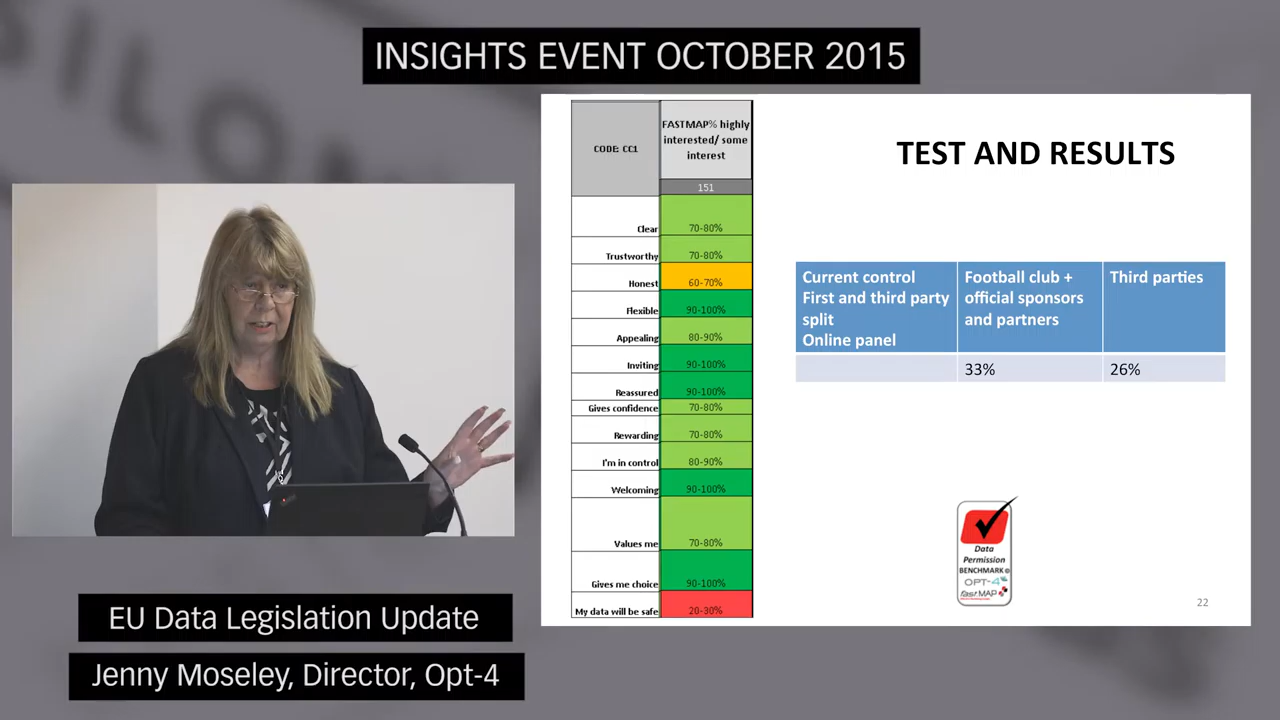 INSIGHTS EVENT OCTOBER 2015
CODE: CC1
FASTMAP% highly
interested/ some
interest
151
Clear 70-80%
Trustworthy 70-80%
Honest 60-70%
Flexible 90-100%
Appealing 80-90%
Inviting 90-100%
Reassured 90-100%
Gives confidence 70-80%
Rewarding 70-80%
I'm in control 80-90%
Welcoming 90-100%
Values me 70-80%
Gives me choice 90-100%
My data will be safe 20-30%
TEST AND RESULTS
Current control
First and third party
split
Online panel
Football club +
official sponsors
and partners
Third parties
33%
26%
Data
Permission
BENCHMARK
OPT-4
fastMAP
22
EU Data Legislation Update
Jenny Moseley, Director, Opt-4